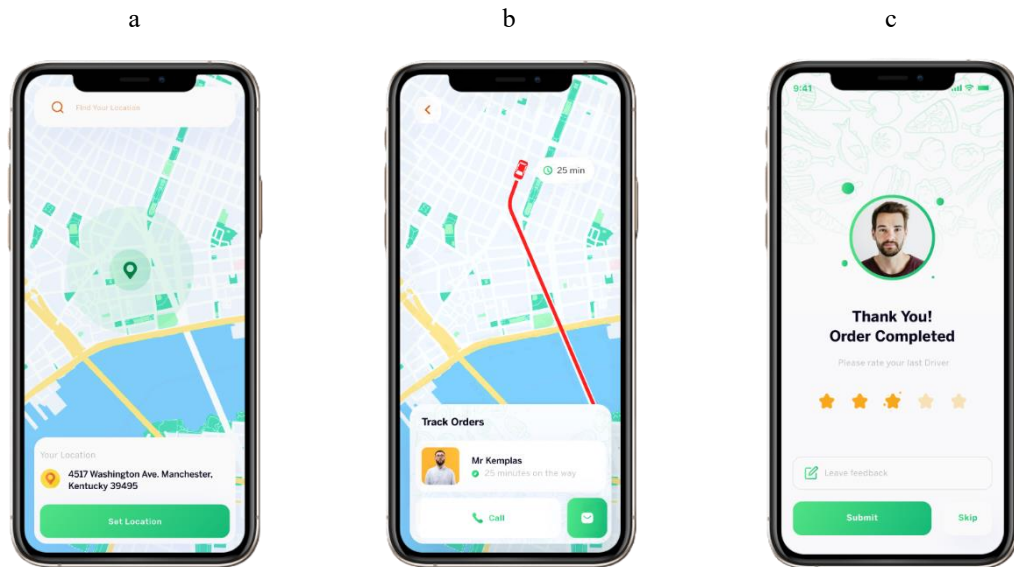 a b c
Find Your Location
Your Location
4517 Washington Ave. Manchester,
Kentucky 39495
Set Location
25 min
Track Orders
Mr Kemplas
25 minutes on the way
Call
9:41
Thank You!
Order Completed
Please rate your last Driver
Leave feedback
Submit Skip